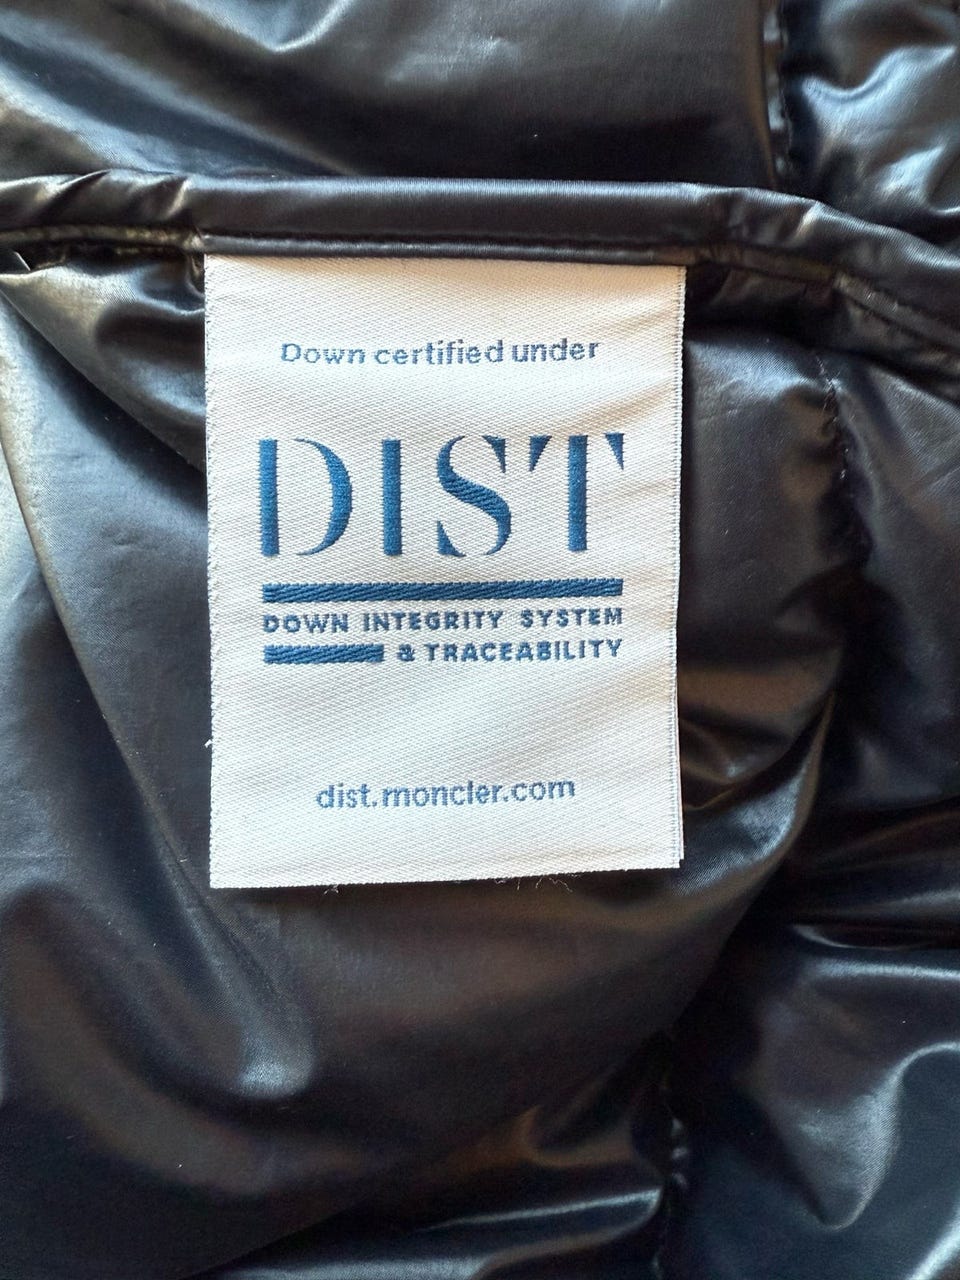 Down certified under
DIST
DOWN INTEGRITY SYSTEM
& TRACEABILITY
dist.moncler.com